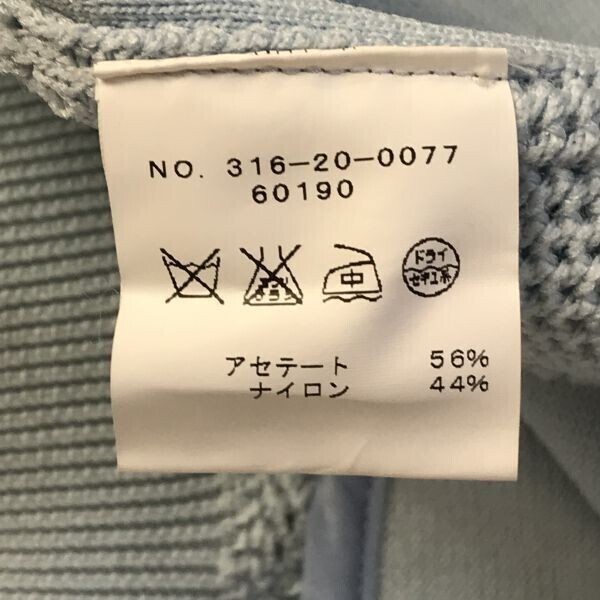 NO. 316-20-0077
60190
中
ドライ
セキユ系
アセテート 56%
ナイロン 44%